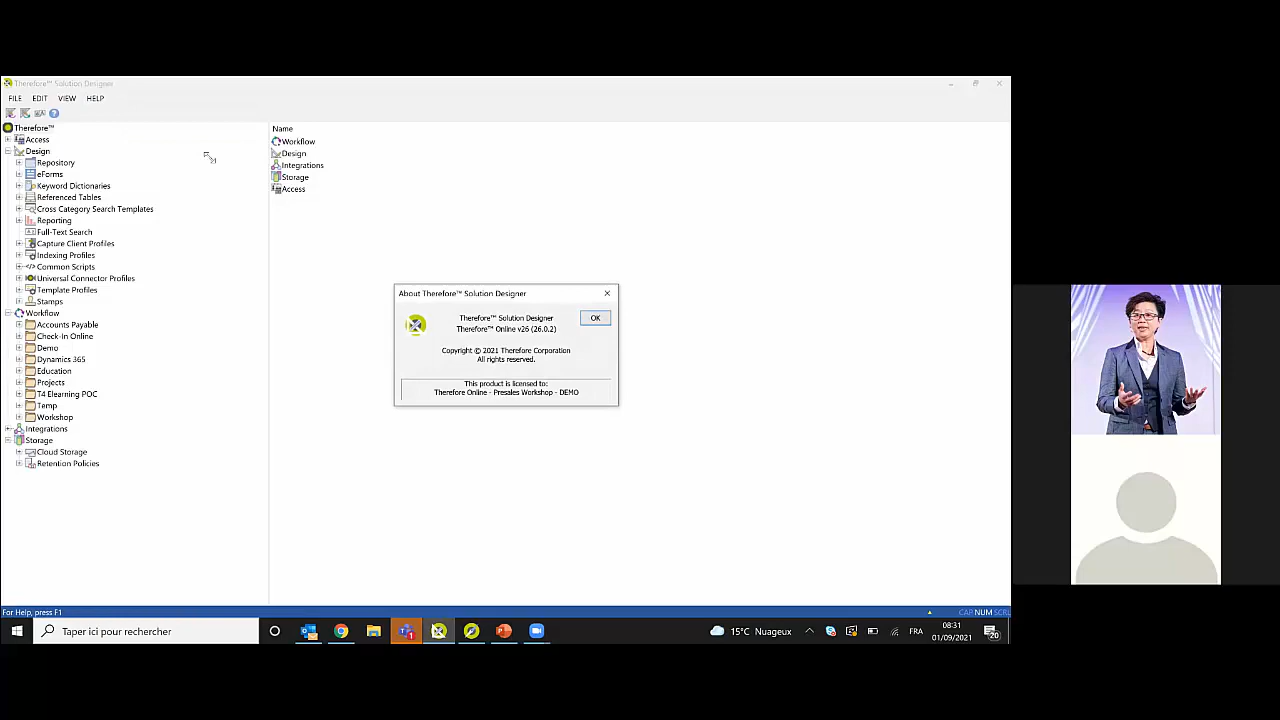 Therefore™ Solution Designer
FILE EDIT VIEW HELP
Therefore™
Access
Design
Repository
eForms
Keyword Dictionaries
Referenced Tables
Cross Category Search Templates
Reporting
Full-Text Search
Capture Client Profiles
Indexing Profiles
Common Scripts
Universal Connector Profiles
Template Profiles
Stamps
Workflow
Accounts Payable
Check-In Online
Demo
Dynamics 365
Education
Projects
T4 Elearning POC
Temp
Workshop
Integrations
Storage
Cloud Storage
Retention Policies
Name
Workflow
Design
Integrations
Storage
Access
About Therefore™ Solution Designer
Therefore™ Solution Designer
OK
Therefore™ Online v26 (26.0.2)
Copyright © 2021 Therefore Corporation
All rights reserved.
This product is licensed to:
Therefore Online - Presales Workshop - DEMO
For Help, press F1
CAP NUM SCRL
Taper ici pour rechercher
15°C Nuageux
FRA
08:31
01/09/2021
20